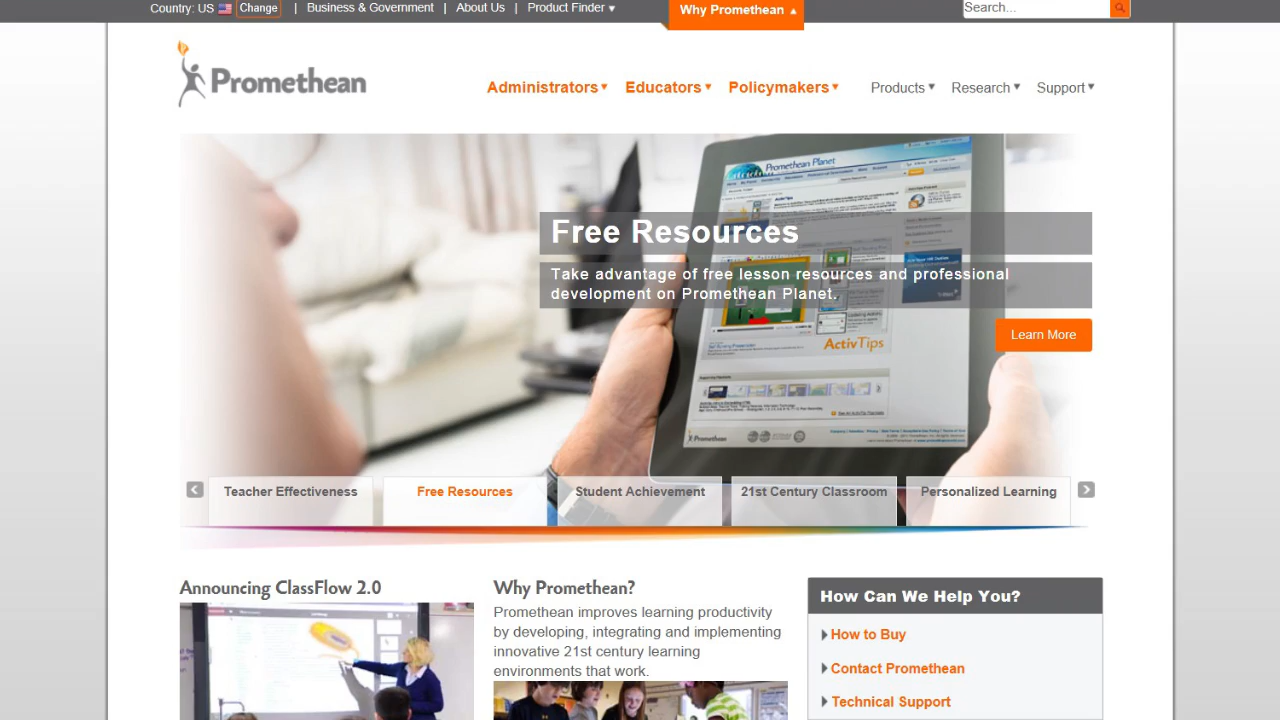 Country: US Change | Business & Government | About Us | Product Finder Why Promethean Search...
Promethean
Administrators Educators Policymakers Products Research Support
Promethean Planet
Free Resources
Take advantage of free lesson resources and professional
development on Promethean Planet.
Learn More
ActivTips
Promethean
Teacher Effectiveness Free Resources Student Achievement 21st Century Classroom Personalized Learning
Announcing ClassFlow 2.0
Why Promethean?
Promethean improves learning productivity
by developing, integrating and implementing
innovative 21st century learning
environments that work.
How Can We Help You?
How to Buy
Contact Promethean
Technical Support